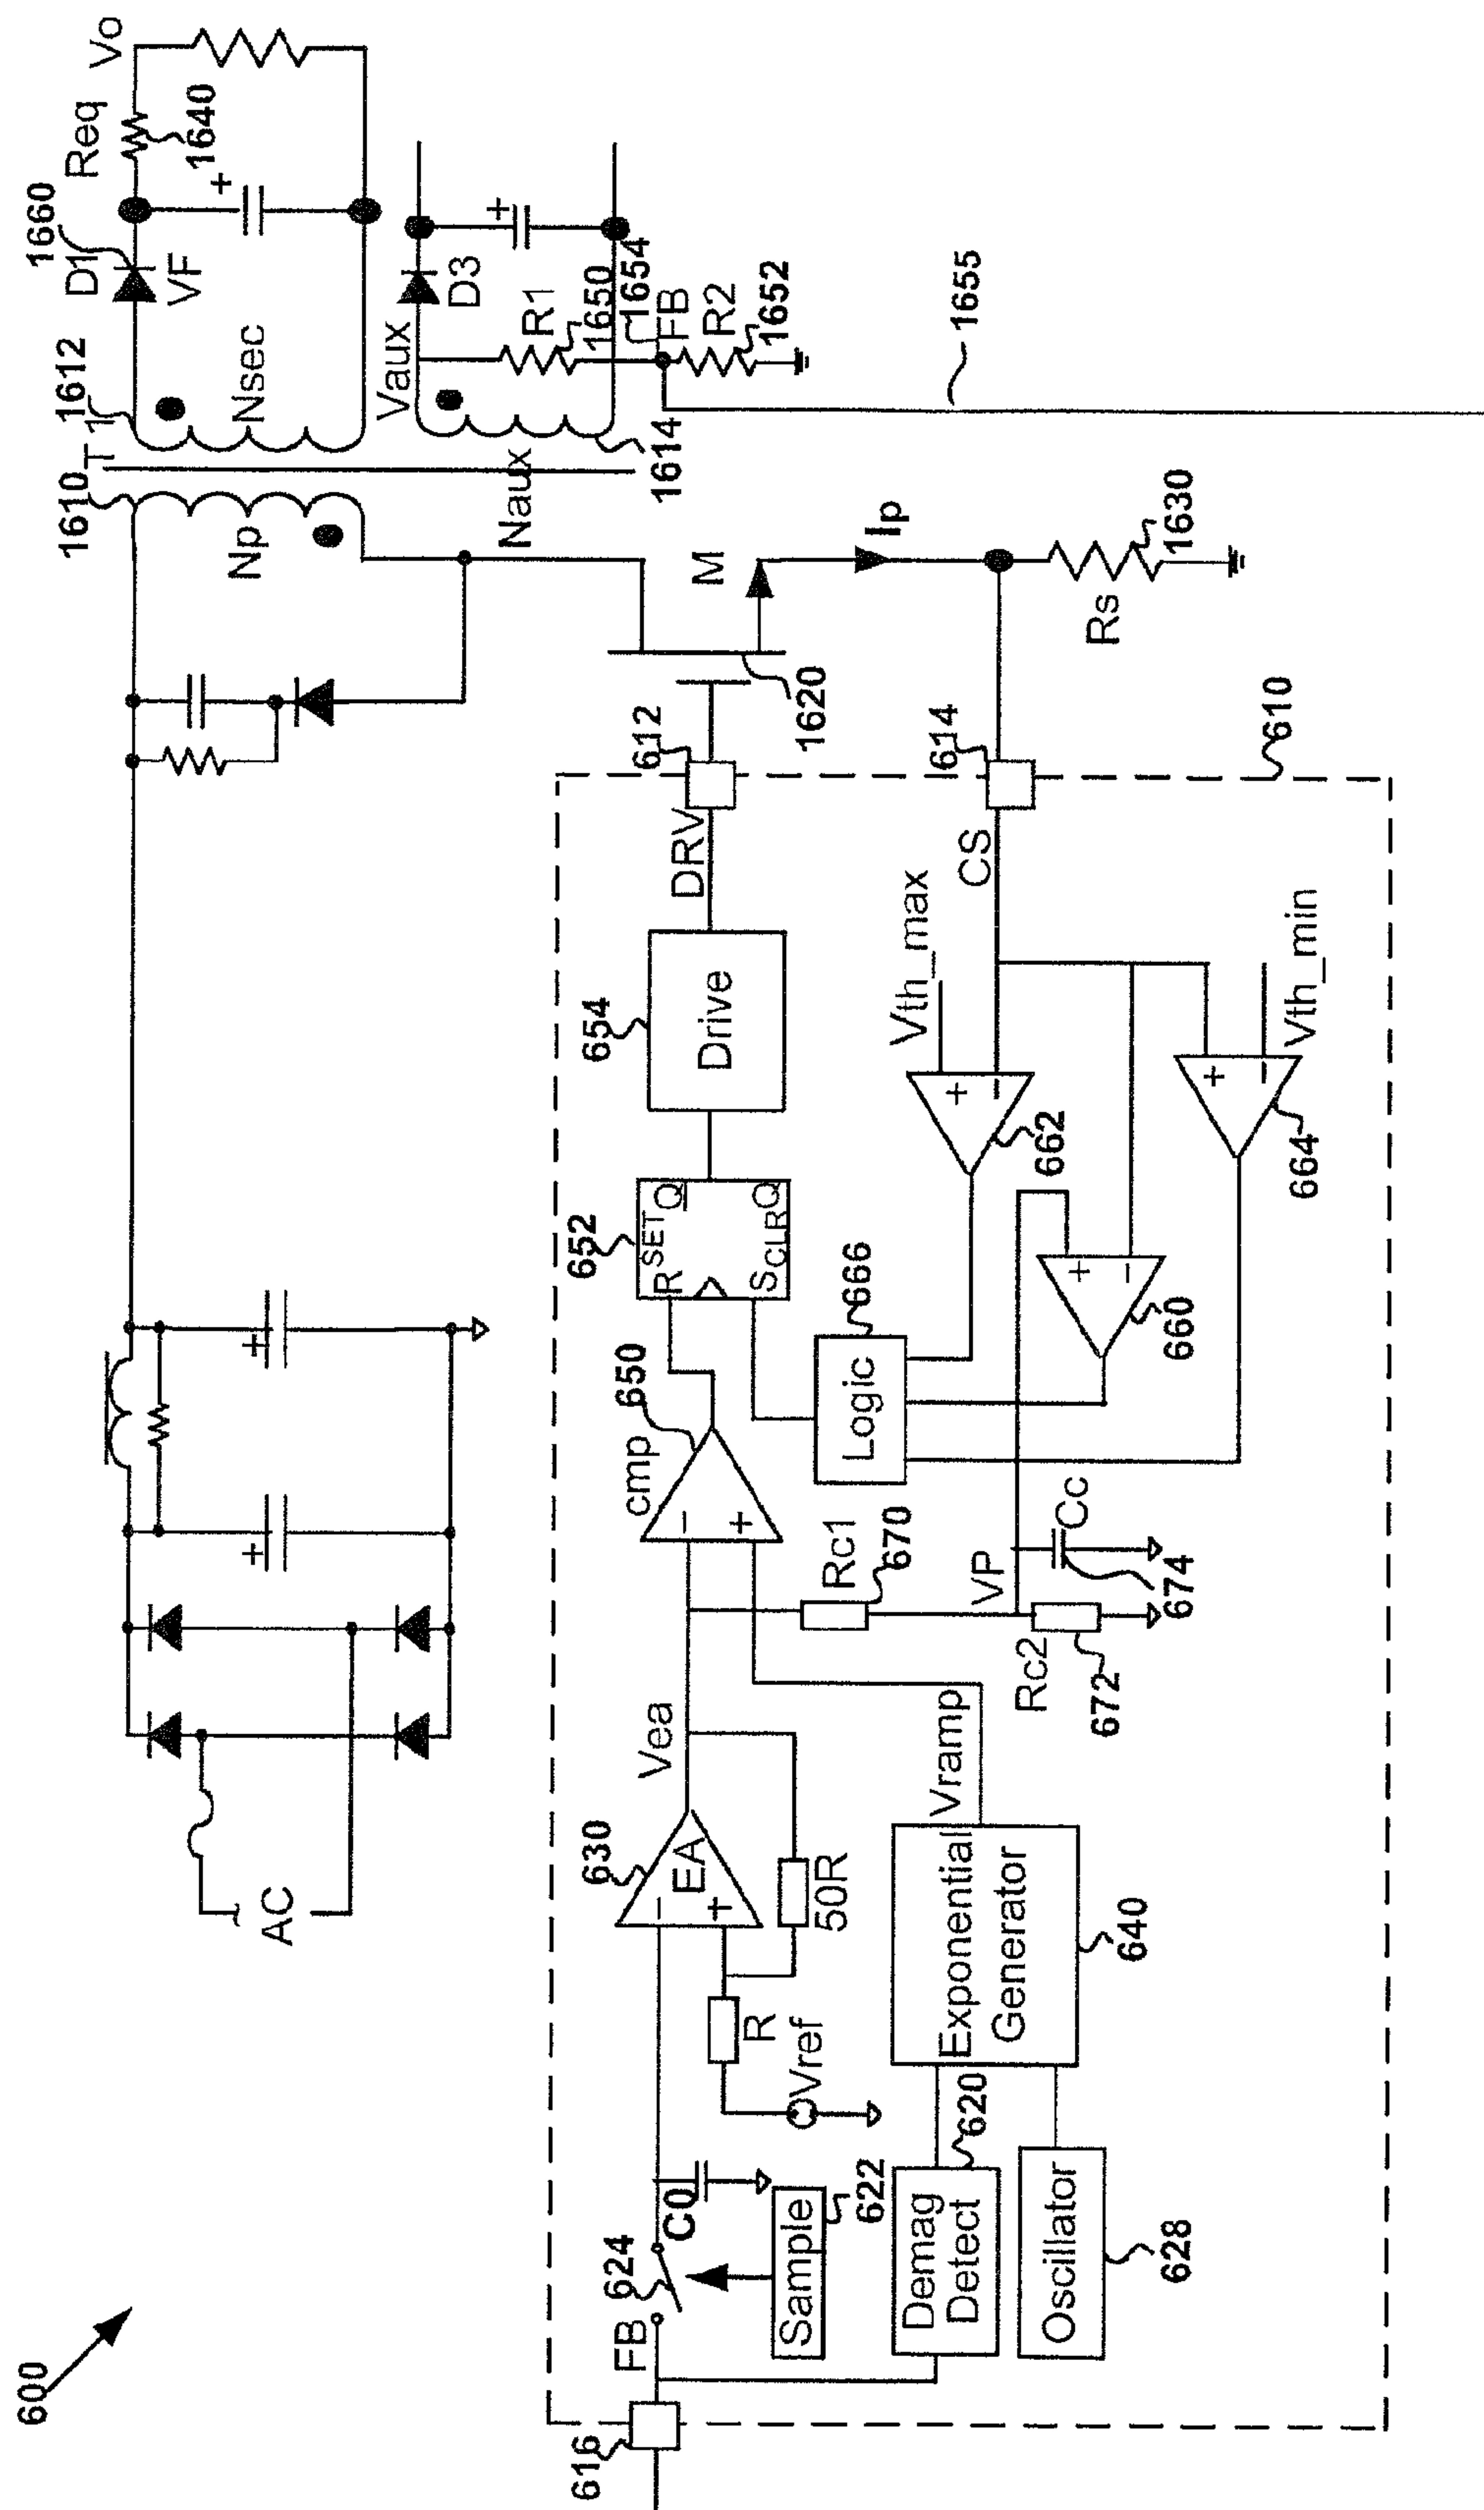 600
AC
T 1
1610
1612
1660
D1
VF
Req
1640
Vo
Np
Nsec
Vaux
D3
R1
1650
1654
FB
R2
1652
Naux
1614
1655
M
1620
Ip
Rs
1630
616
FB
624
C0
Sample
622
Demag
Detect
620
Oscillator
628
R
Vref
630
EA
−
+
50R
Vea
Exponential
Generator
640
Vramp
cmp
650
−
+
Rc1
670
VP
Rc2
672
Cc
674
652
R SET Q
S CLR Q
654
Drive
DRV
612
Logic
666
Vth_max
+
−
662
+
−
660
CS
614
Vth_min
+
−
664
610